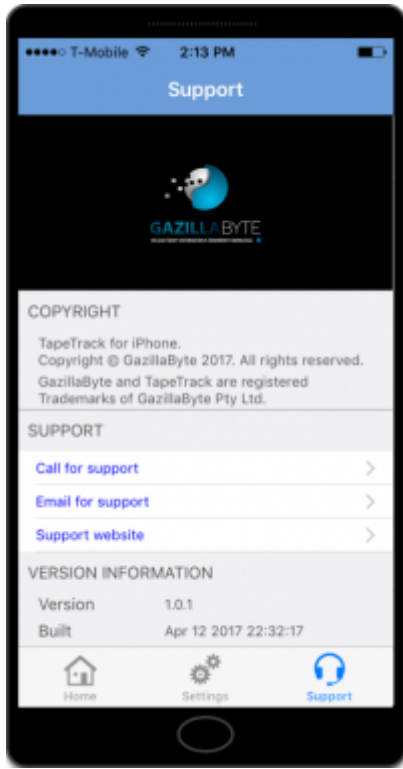 T-Mobile 2:13 PM
Support
GAZILLABYTE
COPYRIGHT
TapeTrack for iPhone.
Copyright © GazillaByte 2017. All rights reserved.
GazillaByte and TapeTrack are registered
Trademarks of GazillaByte Pty Ltd.
SUPPORT
Call for support
Email for support
Support website
VERSION INFORMATION
Version 1.0.1
Built Apr 12 2017 22:32:17
Home Settings Support